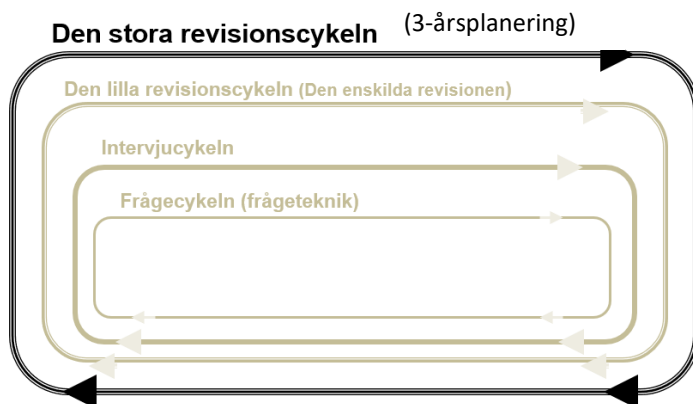 Den stora revisionscykeln (3-årsplanering)
Den lilla revisionscykeln (Den enskilda revisionen)
Intervjucykeln
Frågecykeln (frågeteknik)